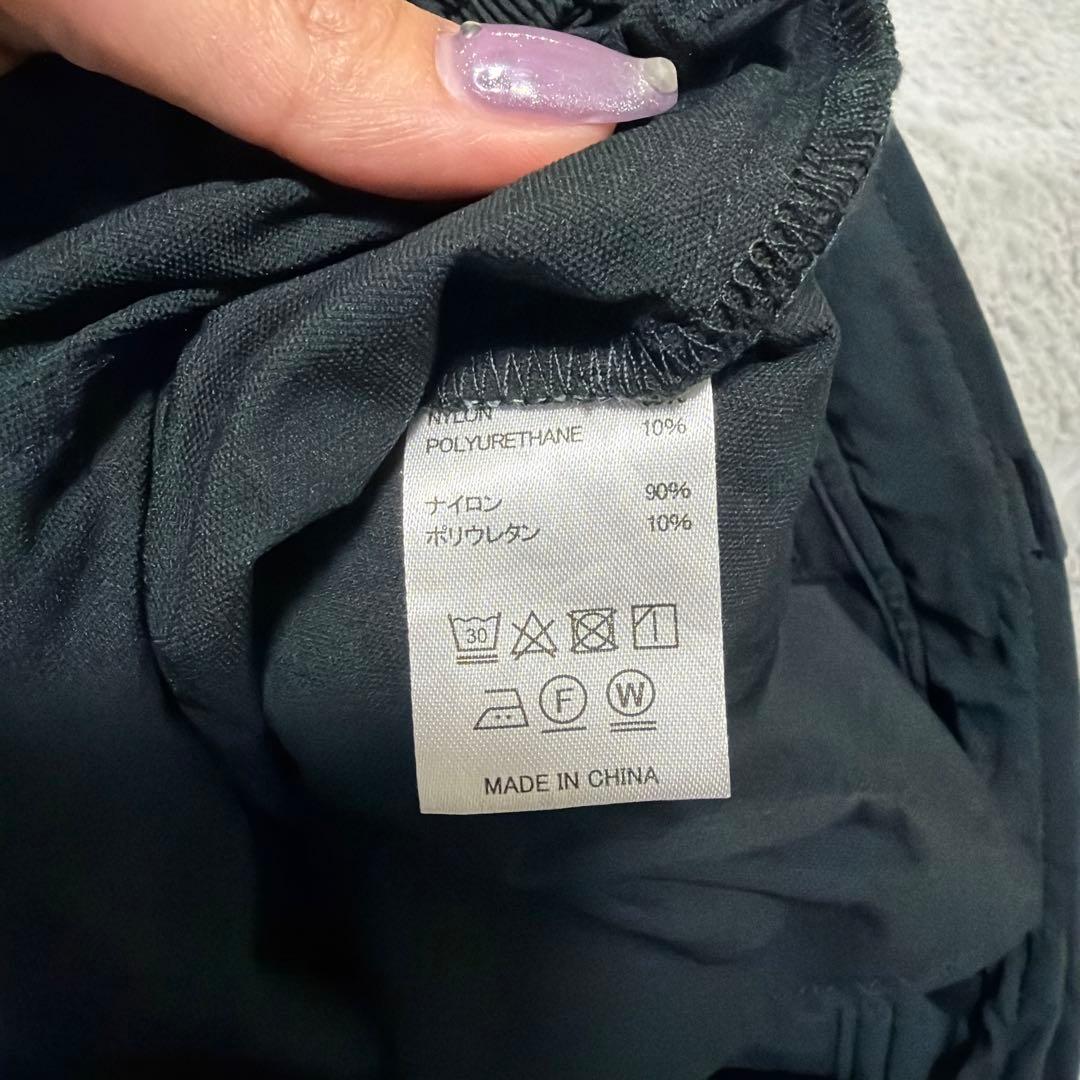 NYLON
POLYURETHANE 10%
ナイロン 90%
ポリウレタン 10%
30
F W
MADE IN CHINA